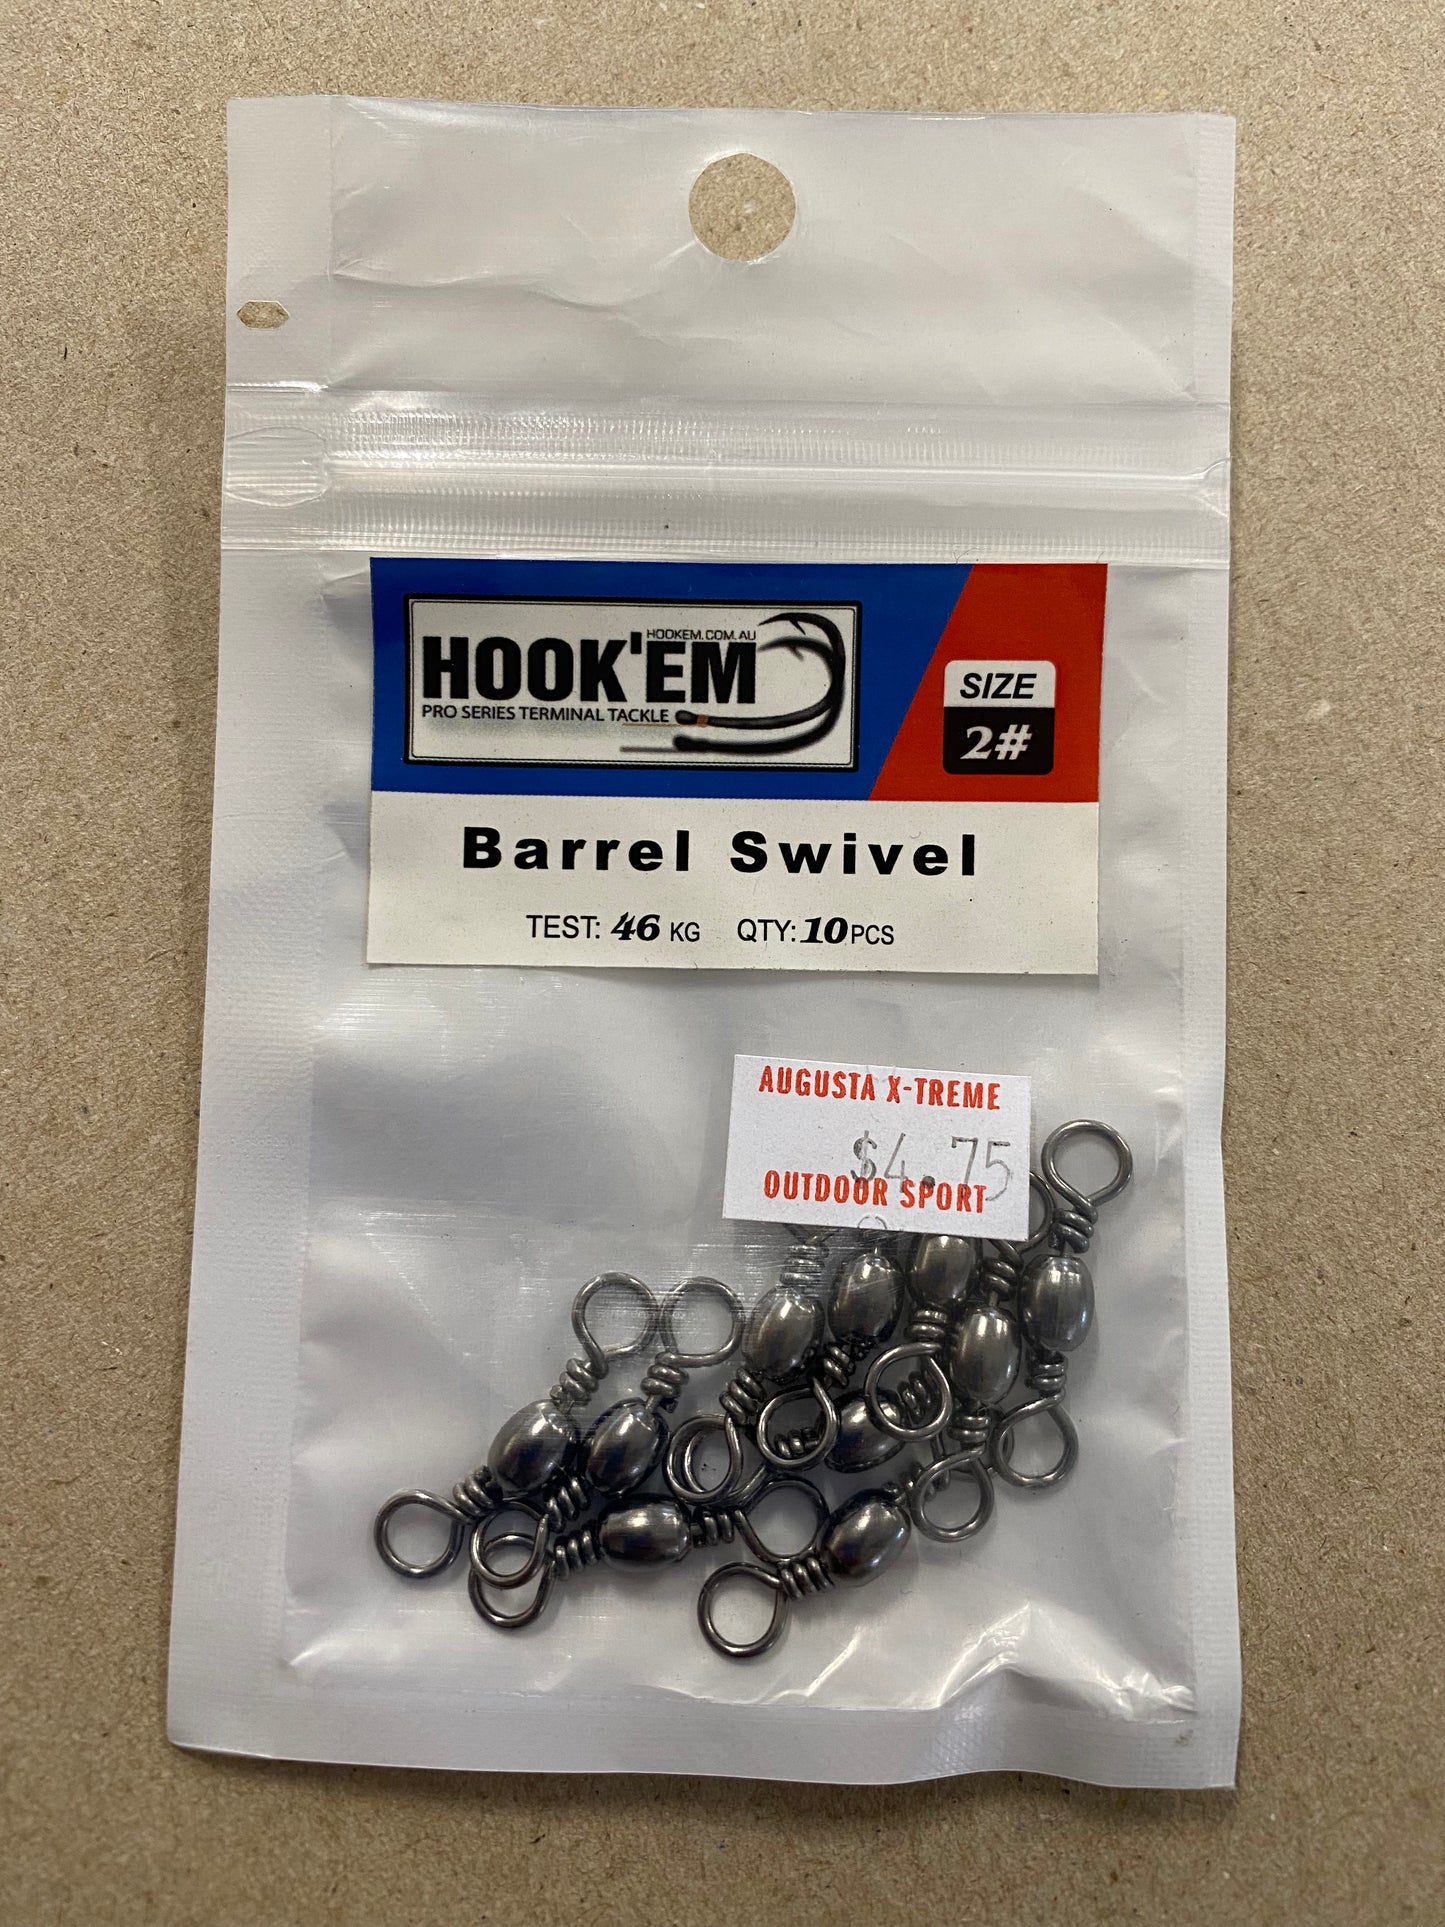 HOOKEM.COM.AU
HOOK'EM
PRO SERIES TERMINAL TACKLE
SIZE
2#
Barrel Swivel
TEST: 46 KG QTY: 10 PCS
AUGUSTA X-TREME
$4.75
OUTDOOR SPORT